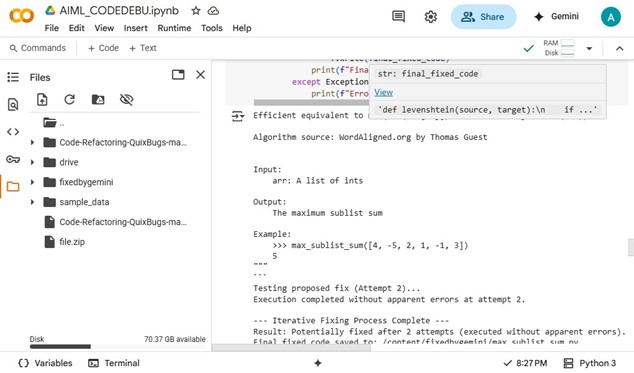 AIML_CODEDEBU.ipynb
File Edit View Insert Runtime Tools Help
Share
Gemini
A
Commands + Code + Text
RAM
Disk
Files
..
Code-Refactoring-QuixBugs-ma...
drive
fixedbygemini
sample_data
Code-Refactoring-QuixBugs-ma...
file.zip
Disk 70.37 GB available
print(f"Fina
except Exception
print(f"Erro
str: final_fixed_code
View
'def levenshtein(source, target):\n    if ...'
Efficient equivalent to
Algorithm source: WordAligned.org by Thomas Guest
Input:
arr: A list of ints
Output:
The maximum sublist sum
Example:
>>> max_sublist_sum([4, -5, 2, 1, -1, 3])
5
"""
```
Testing proposed fix (Attempt 2)...
Execution completed without apparent errors at attempt 2.
--- Iterative Fixing Process Complete ---
Result: Potentially fixed after 2 attempts (executed without apparent errors).
Final fixed code saved to: /content/fixedbygemini/max_sublist_sum.py
Variables Terminal 8:27 PM Python 3